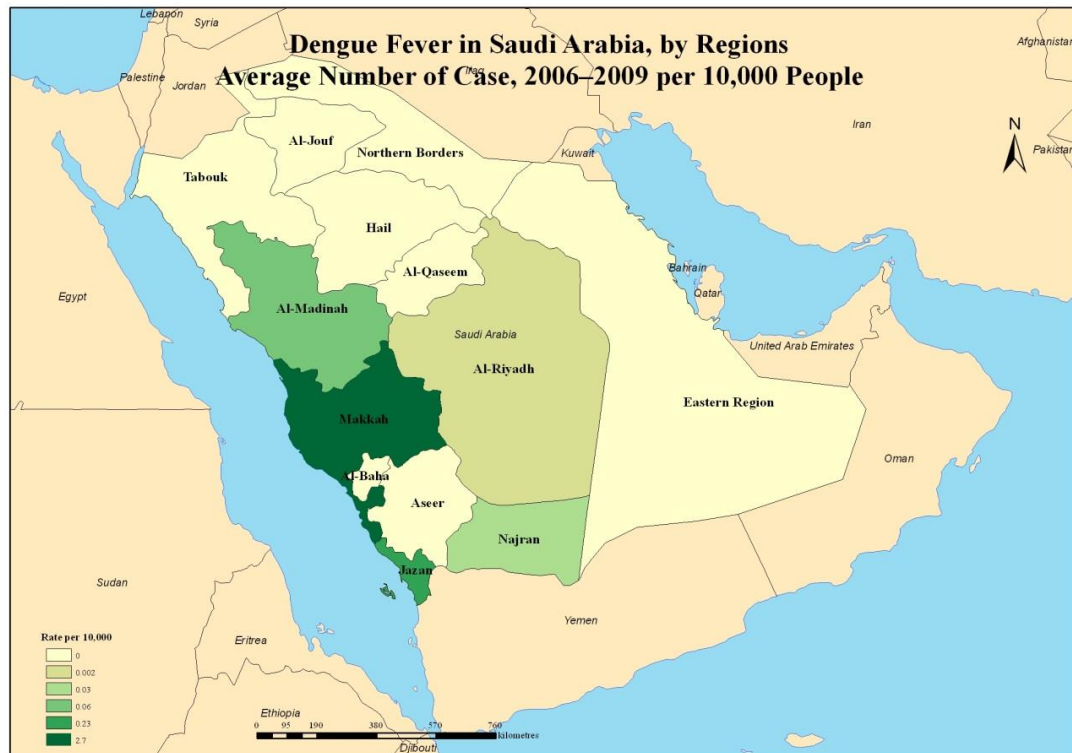 Dengue Fever in Saudi Arabia, by Regions
Average Number of Case, 2006–2009 per 10,000 People
Lebanon
Syria
Iraq
Afghanistan
Palestine
Jordan
Iran
N
Kuwait
Pakistan
Al-Jouf
Northern Borders
Tabouk
Hail
Al-Qaseem
Bahrain
Qatar
Egypt
Al-Madinah
Saudi Arabia
United Arab Emirates
Al-Riyadh
Eastern Region
Makkah
Oman
Al-Baha
Aseer
Najran
Jazan
Sudan
Yemen
Eritrea
Rate per 10,000
0
0.002
0.03
0.06
0.23
2.7
Ethiopia
0 95 190 380 570 760
kilometres
Djibouti